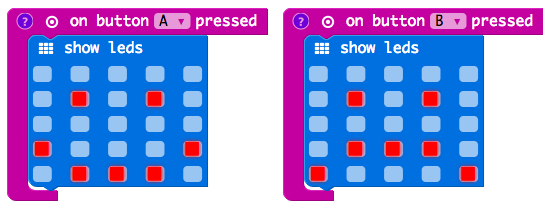 ? on button A pressed
show leds
? on button B pressed
show leds